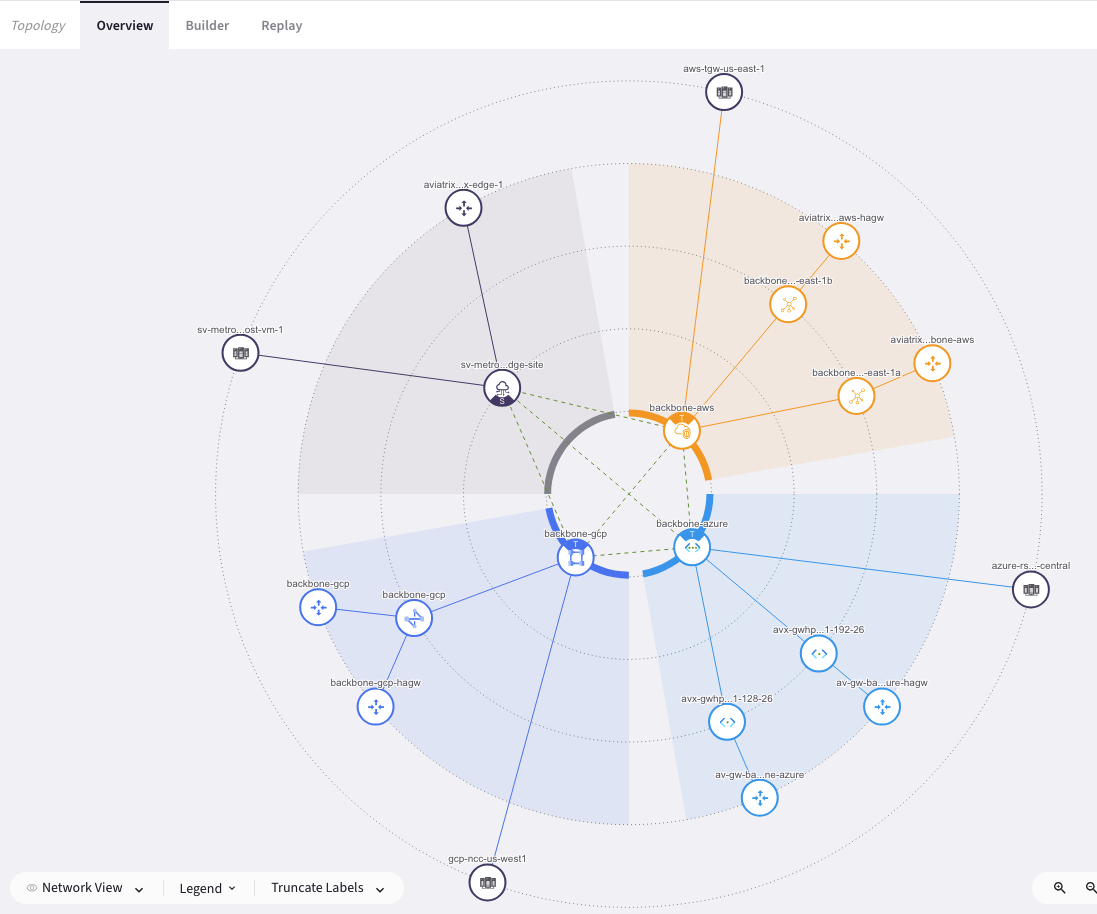 Topology
Overview
Builder
Replay
aws-tgw-us-east-1
aviatrix...x-edge-1
aviatrix...aws-hagw
backbone...-east-1b
sv-metro...ost-vm-1
aviatrix...bone-aws
sv-metro...dge-site
backbone...-east-1a
S
backbone-aws
T
backbone-azure
T
backbone-gcp
T
azure-rs...-central
backbone-gcp
backbone-gcp
avx-gwhp...1-192-26
backbone-gcp-hagw
av-gw-ba...ure-hagw
avx-gwhp...1-128-26
av-gw-ba...ne-azure
gcp-ncc-us-west1
Network View
Legend
Truncate Labels